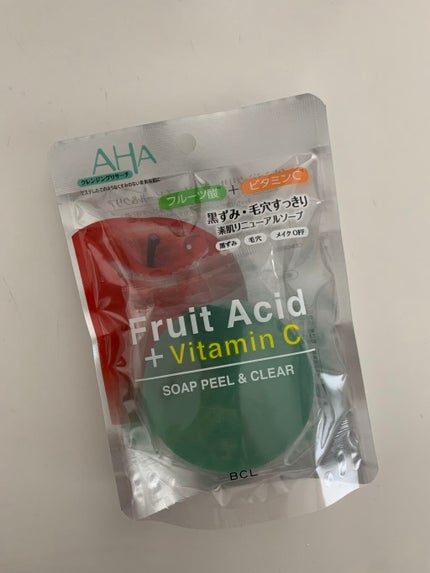 AHA
クレンジングリサーチ
フルーツ酸 + ビタミンC
黒ずみ・毛穴すっきり
素肌リニューアルソープ
黒ずみ 毛穴 メイクOFF
Fruit Acid
+ Vitamin C
SOAP PEEL & CLEAR
BCL